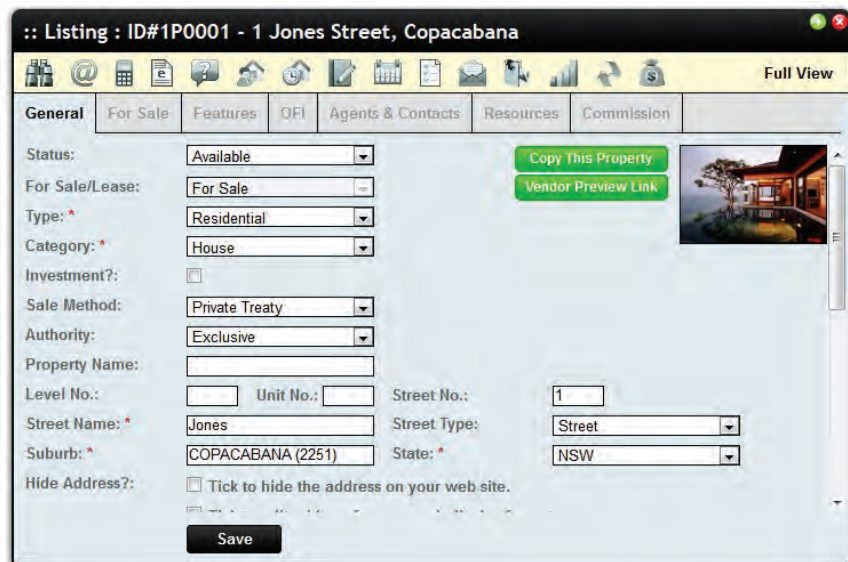 :: Listing : ID#1P0001 - 1 Jones Street, Copacabana
Full View
General For Sale Features OFI Agents & Contacts Resources Commission
Status: Available Copy This Property
For Sale/Lease: For Sale Vendor Preview Link
Type: * Residential
Category: * House
Investment?:
Sale Method: Private Treaty
Authority: Exclusive
Property Name:
Level No.: Unit No.: Street No.: 1
Street Name: * Jones Street Type: Street
Suburb: * COPACABANA (2251) State: * NSW
Hide Address?: Tick to hide the address on your web site.
Save